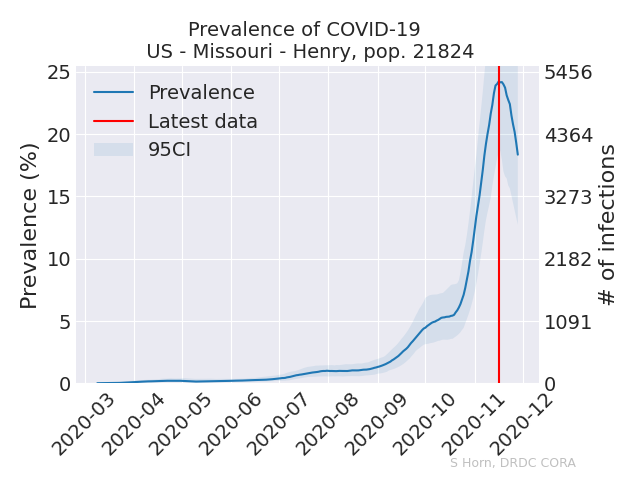 Prevalence of COVID-19
US - Missouri - Henry, pop. 21824
Prevalence
Latest data
95CI
Prevalence (%)
25
20
15
10
5
0
5456
4364
3273
2182
1091
0
# of infections
2020-03
2020-04
2020-05
2020-06
2020-07
2020-08
2020-09
2020-10
2020-11
2020-12
S Horn, DRDC CORA